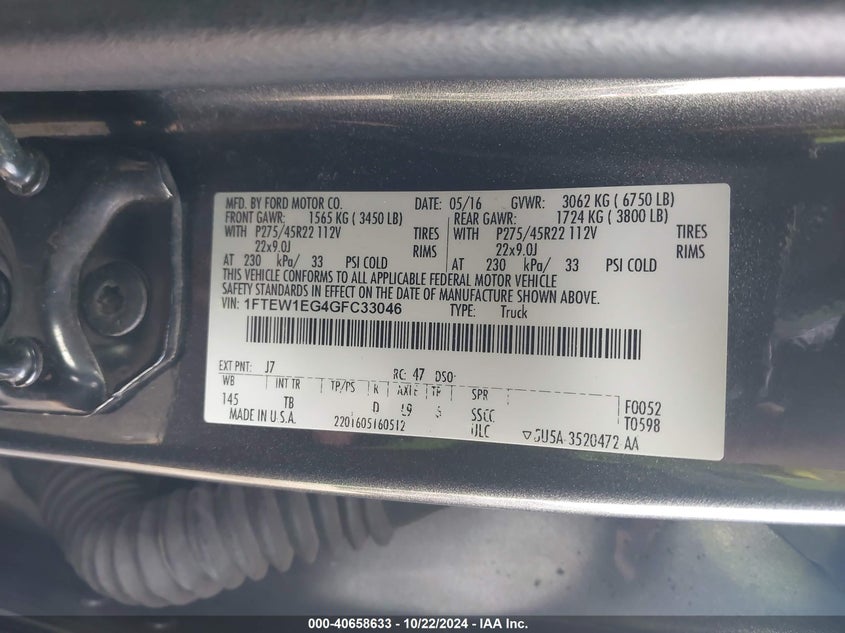 MFD. BY FORD MOTOR CO. DATE: 05/16 GVWR: 3062 KG ( 6750 LB)
FRONT GAWR: 1565 KG ( 3450 LB) REAR GAWR: 1724 KG ( 3800 LB)
WITH P275/45R22 112V TIRES WITH P275/45R22 112V TIRES
22x9.0J RIMS 22x9.0J RIMS
AT 230 kPa/ 33 PSI COLD AT 230 kPa/ 33 PSI COLD
THIS VEHICLE CONFORMS TO ALL APPLICABLE FEDERAL MOTOR VEHICLE
SAFETY STANDARDS IN EFFECT ON THE DATE OF MANUFACTURE SHOWN ABOVE.
VIN: 1FTEW1EG4GFC33046 TYPE: Truck
EXT PNT: J7 RC: 47 DSO:
WB INT TR TP/PS R AXLE TR SPR F0052
145 TB D L9 SSCC T0598
MADE IN U.S.A. 2201605160512 ULC ▽ 5U5A-3520472-AA
000-40658633 - 10/22/2024 - IAA Inc.